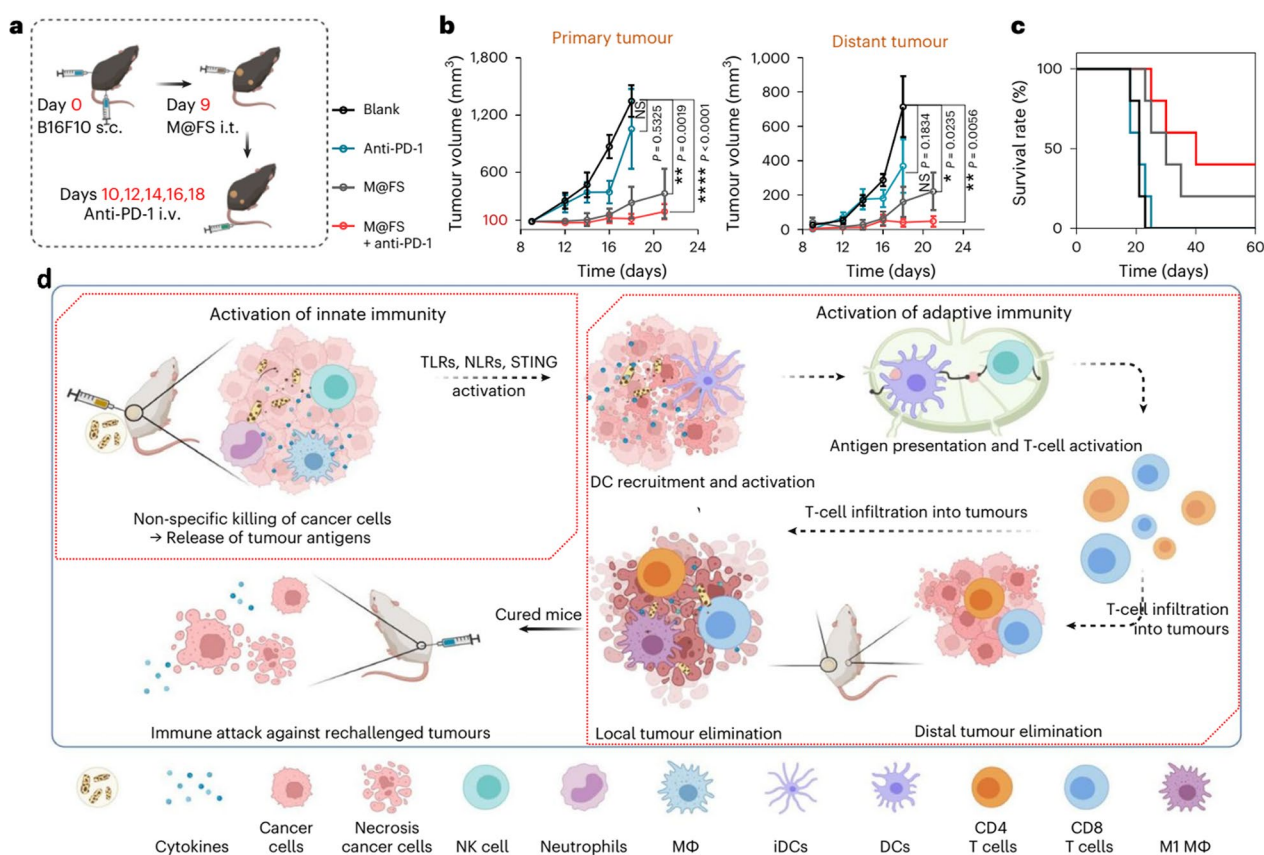 a
Day 0
B16F10 s.c.
Day 9
M@FS i.t.
Days 10,12,14,16,18
Anti-PD-1 i.v.
Blank
Anti-PD-1
M@FS
M@FS
+ anti-PD-1
b
Primary tumour
Tumour volume (mm3)
1,800
1,200
600
100
8 12 16 20 24
Time (days)
NS
P = 0.5325
** P = 0.0019
**** P < 0.0001
Distant tumour
Tumour volume (mm3)
1,000
800
600
400
200
0
8 12 16 20 24
Time (days)
NS P = 0.1834
* P = 0.0235
** P = 0.0056
c
Survival rate (%)
100
50
0
0 20 40 60
Time (days)
d
Activation of innate immunity
TLRs, NLRs, STING
activation
Non-specific killing of cancer cells
→ Release of tumour antigens
Activation of adaptive immunity
DC recruitment and activation
Antigen presentation and T-cell activation
T-cell infiltration into tumours
T-cell infiltration
into tumours
Cured mice
Immune attack against rechallenged tumours
Local tumour elimination
Distal tumour elimination
Cytokines
Cancer
cells
Necrosis
cancer cells
NK cell
Neutrophils
MΦ
iDCs
DCs
CD4
T cells
CD8
T cells
M1 MΦ